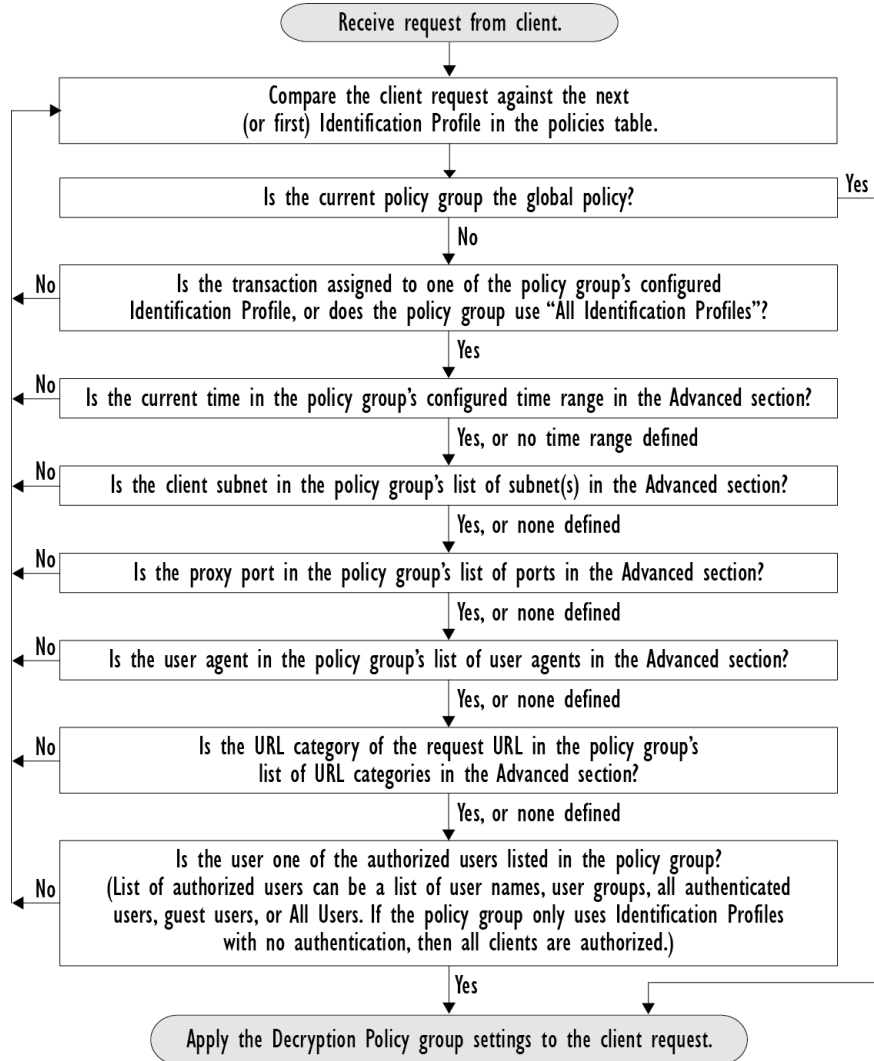 Receive request from client.
Compare the client request against the next
(or first) Identification Profile in the policies table.
Is the current policy group the global policy?
Yes
No
Is the transaction assigned to one of the policy group's configured
Identification Profile, or does the policy group use “All Identification Profiles”?
No
Yes
Is the current time in the policy group's configured time range in the Advanced section?
No
Yes, or no time range defined
Is the client subnet in the policy group's list of subnet(s) in the Advanced section?
No
Yes, or none defined
Is the proxy port in the policy group's list of ports in the Advanced section?
No
Yes, or none defined
Is the user agent in the policy group's list of user agents in the Advanced section?
No
Yes, or none defined
Is the URL category of the request URL in the policy group's
list of URL categories in the Advanced section?
No
Yes, or none defined
Is the user one of the authorized users listed in the policy group?
(List of authorized users can be a list of user names, user groups, all authenticated
users, guest users, or All Users. If the policy group only uses Identification Profiles
with no authentication, then all clients are authorized.)
No
Yes
Apply the Decryption Policy group settings to the client request.